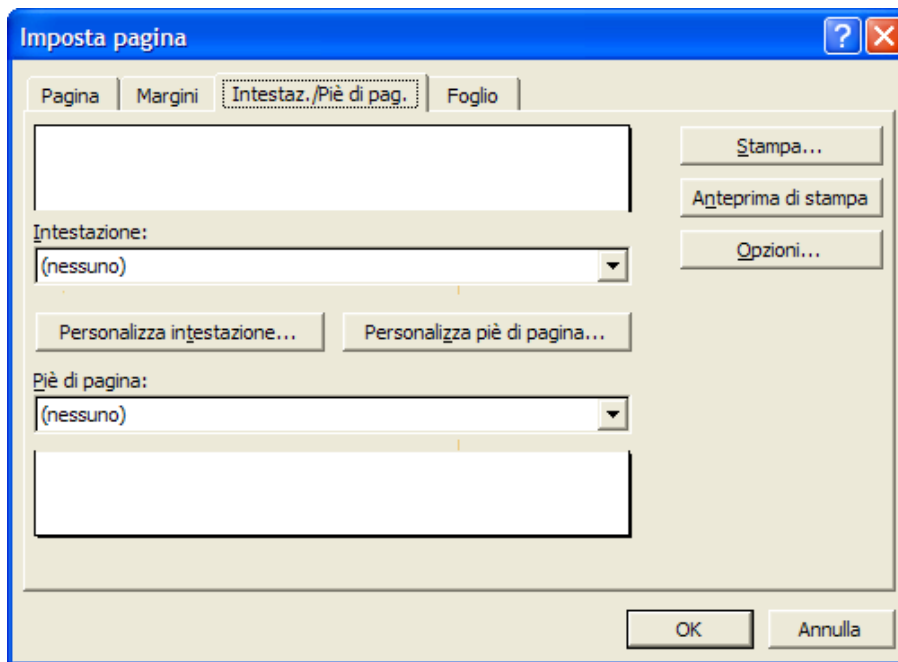 Imposta pagina
Pagina Margini Intestaz./Piè di pag. Foglio
Stampa...
Anteprima di stampa
Opzioni...
Intestazione:
(nessuno)
Personalizza intestazione... Personalizza piè di pagina...
Piè di pagina:
(nessuno)
OK Annulla